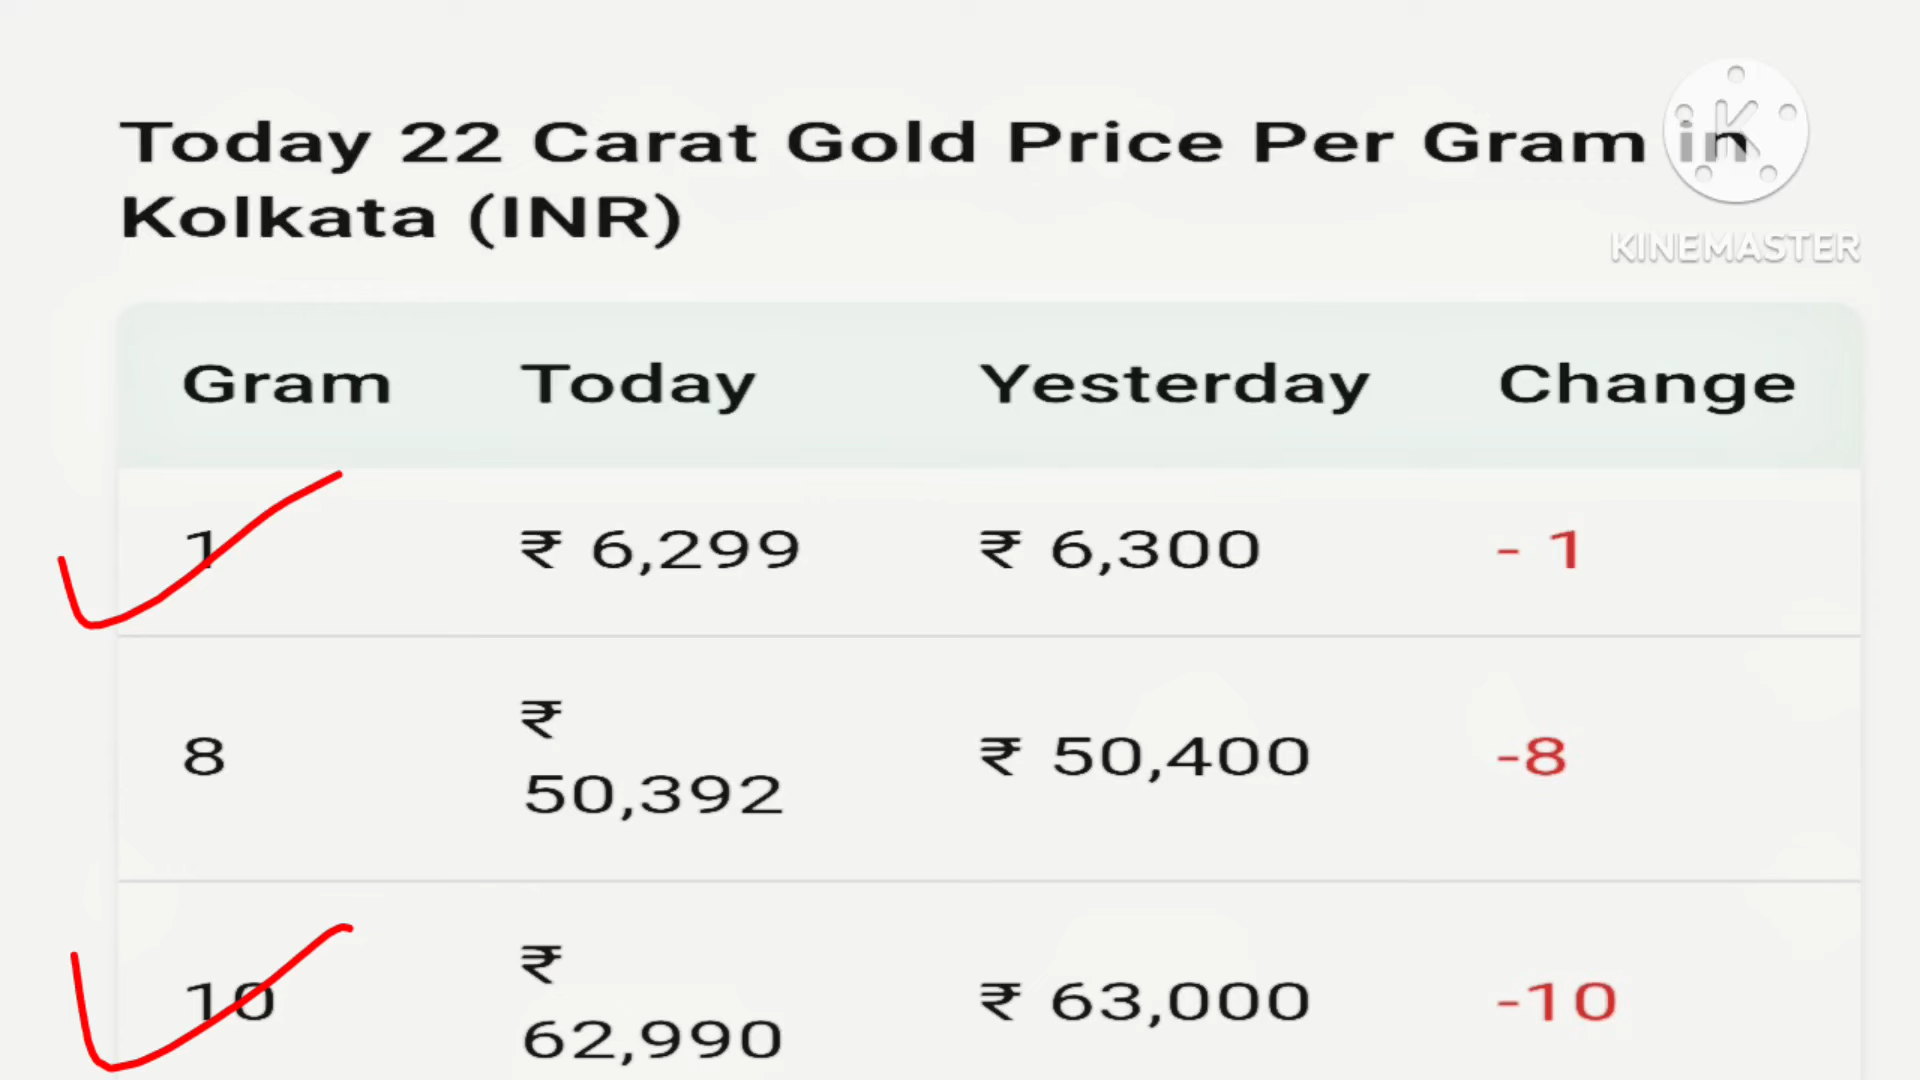 Today 22 Carat Gold Price Per Gram in
Kolkata (INR)
KINEMASTER
Gram Today Yesterday Change
1 ₹ 6,299 ₹ 6,300 - 1
8 ₹ 50,392 ₹ 50,400 -8
10 ₹ 62,990 ₹ 63,000 -10